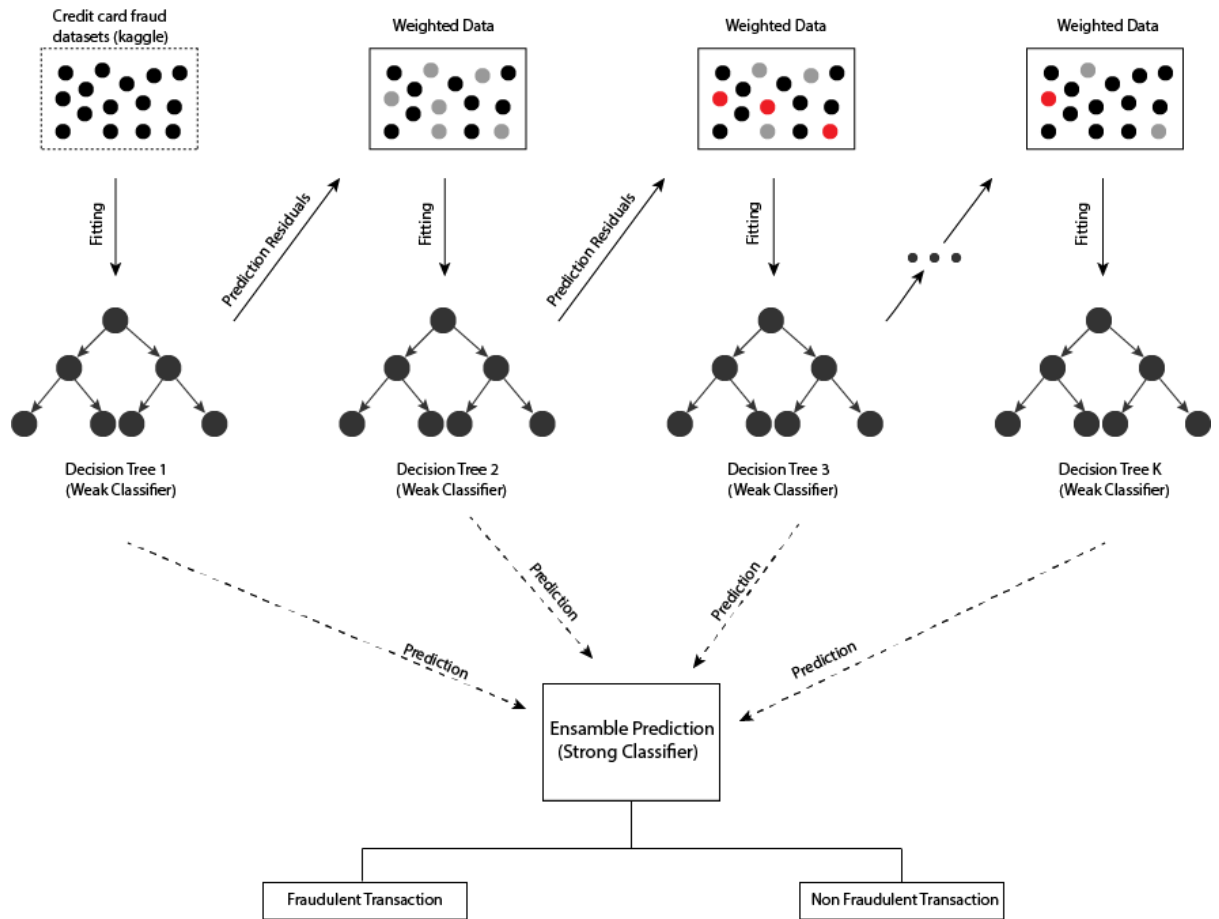 Credit card fraud
datasets (kaggle)
Weighted Data
Weighted Data
Weighted Data
Fitting
Prediction Residuals
Fitting
Prediction Residuals
Fitting
Fitting
Decision Tree 1
(Weak Classifier)
Decision Tree 2
(Weak Classifier)
Decision Tree 3
(Weak Classifier)
Decision Tree K
(Weak Classifier)
Prediction
Prediction
Prediction
Prediction
Ensamble Prediction
(Strong Classifier)
Fraudulent Transaction
Non Fraudulent Transaction